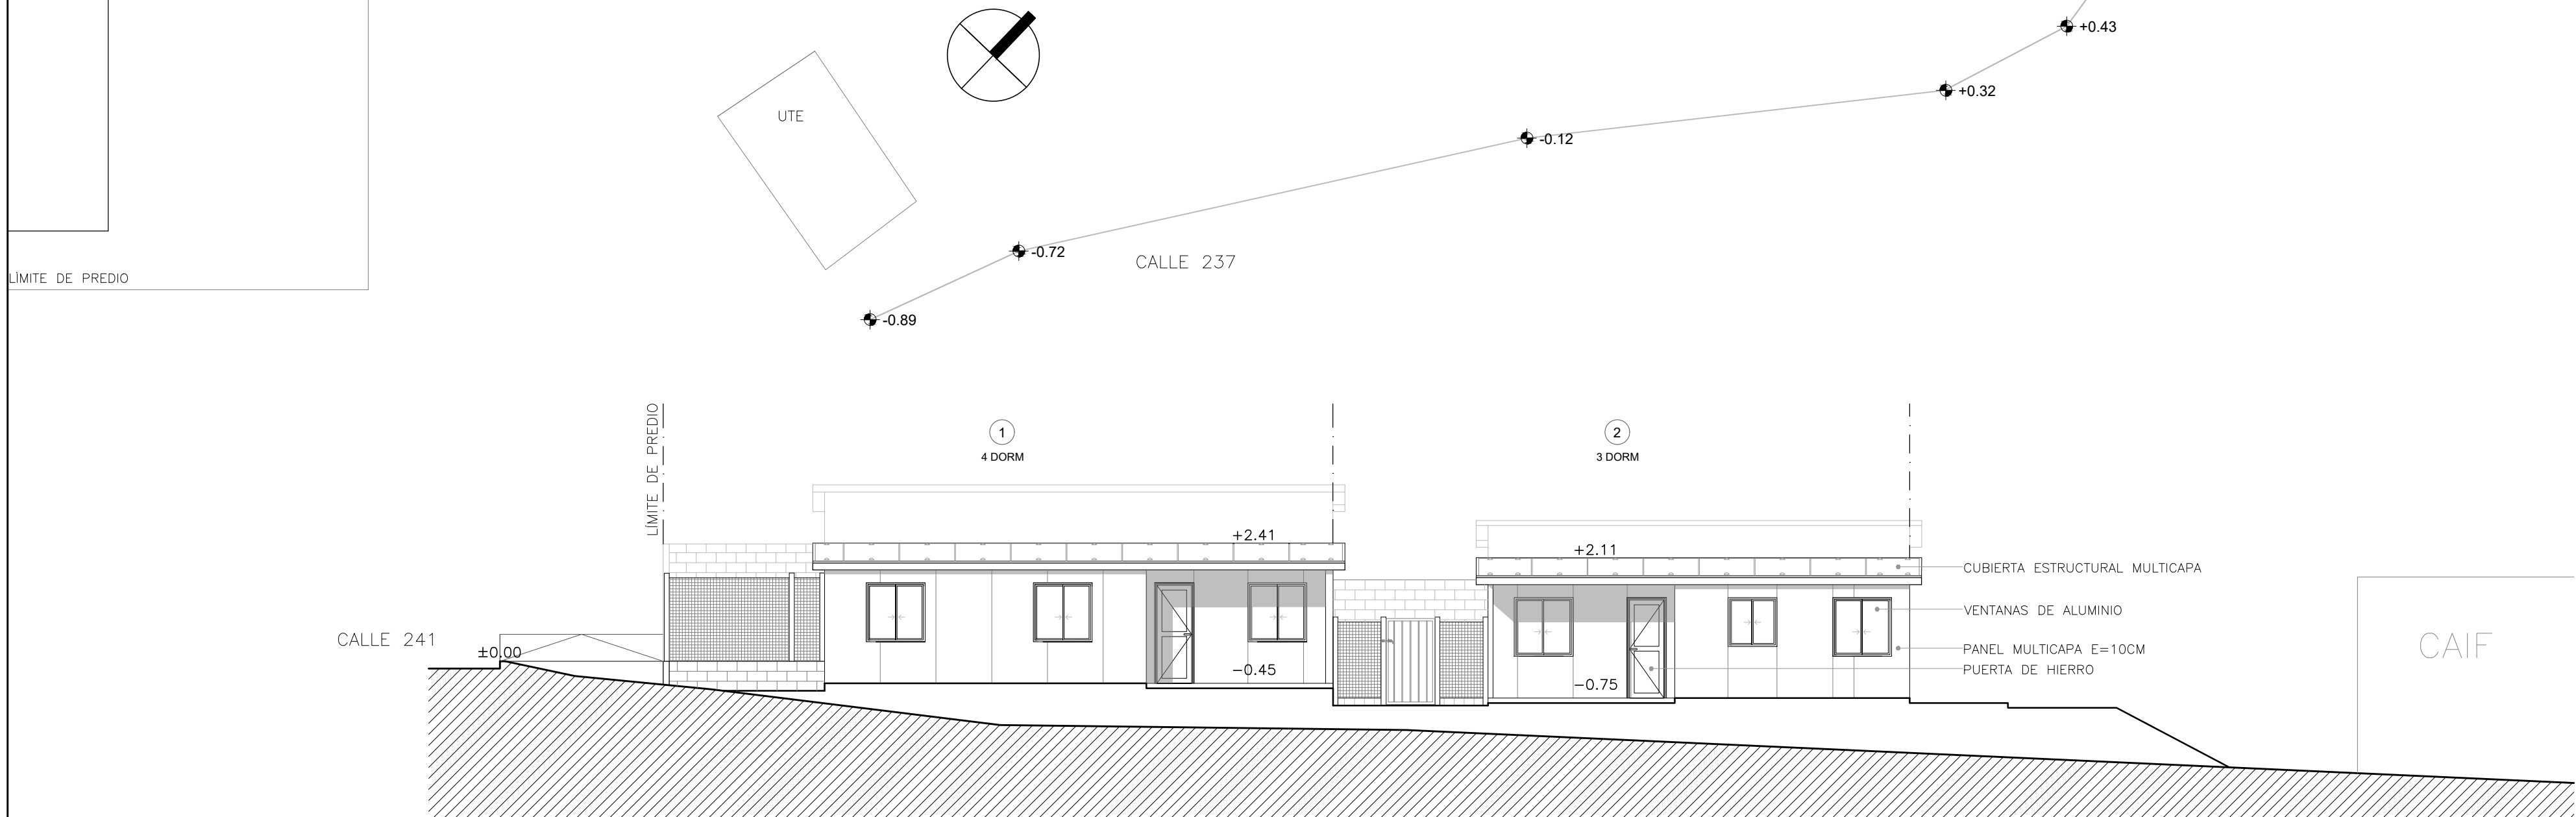 +0.43
+0.32
UTE
-0.12
-0.72
CALLE 237
LÌMITE DE PREDIO
-0.89
LÍMITE DE PREDIO
1
4 DORM
2
3 DORM
+2.41
+2.11
CUBIERTA ESTRUCTURAL MULTICAPA
VENTANAS DE ALUMINIO
CALLE 241
±0.00
PANEL MULTICAPA E=10CM
CAIF
-0.45
PUERTA DE HIERRO
-0.75